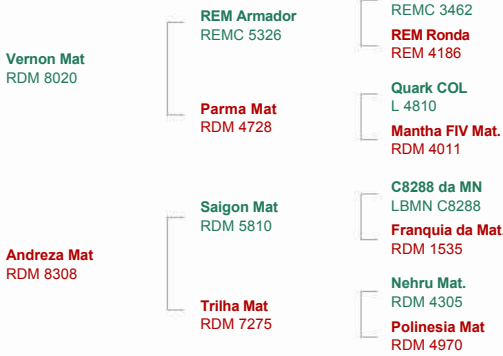 REMC 3462
REM Armador
REMC 5326
REM Ronda
REM 4186
Vernon Mat
RDM 8020
Quark COL
L 4810
Parma Mat
RDM 4728
Mantha FIV Mat.
RDM 4011
C8288 da MN
LBMN C8288
Saigon Mat
RDM 5810
Franquia da Mat
RDM 1535
Andreza Mat
RDM 8308
Nehru Mat.
RDM 4305
Trilha Mat
RDM 7275
Polinesia Mat
RDM 4970